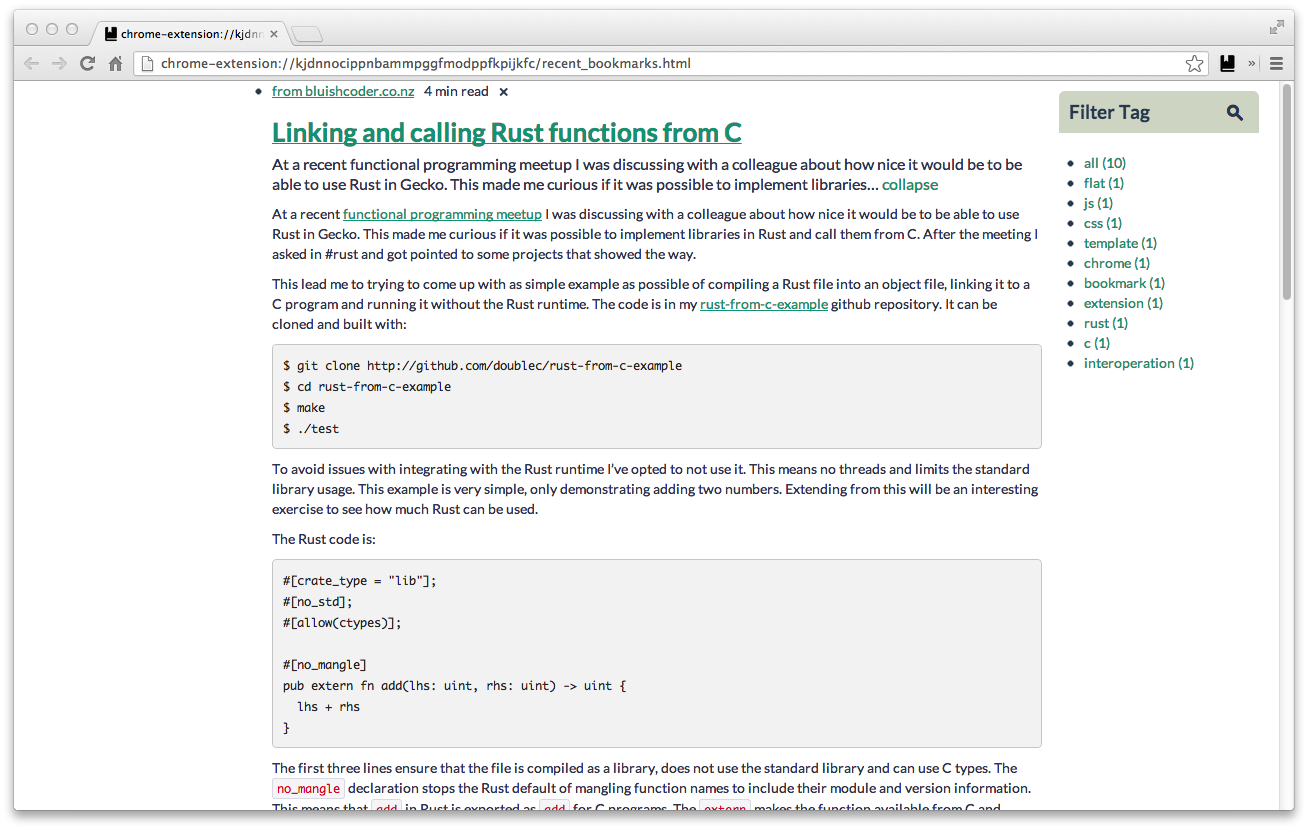 chrome-extension://kjdnn
chrome-extension://kjdnnocippnbammpggfmodppfkpijkfc/recent_bookmarks.html
from bluishcoder.co.nz 4 min read ×
Linking and calling Rust functions from C
At a recent functional programming meetup I was discussing with a colleague about how nice it would be to be
able to use Rust in Gecko. This made me curious if it was possible to implement libraries... collapse
At a recent functional programming meetup I was discussing with a colleague about how nice it would be to be able to use
Rust in Gecko. This made me curious if it was possible to implement libraries in Rust and call them from C. After the meeting I
asked in #rust and got pointed to some projects that showed the way.
This lead me to trying to come up with as simple example as possible of compiling a Rust file into an object file, linking it to a
C program and running it without the Rust runtime. The code is in my rust-from-c-example github repository. It can be
cloned and built with:
$ git clone http://github.com/doublec/rust-from-c-example
$ cd rust-from-c-example
$ make
$ ./test
To avoid issues with integrating with the Rust runtime I've opted to not use it. This means no threads and limits the standard
library usage. This example is very simple, only demonstrating adding two numbers. Extending from this will be an interesting
exercise to see how much Rust can be used.
The Rust code is:
#[crate_type = "lib"];
#[no_std];
#[allow(ctypes)];
#[no_mangle]
pub extern fn add(lhs: uint, rhs: uint) -> uint {
  lhs + rhs
}
The first three lines ensure that the file is compiled as a library, does not use the standard library and can use C types. The
no_mangle declaration stops the Rust default of mangling function names to include their module and version information.
This means that add in Rust is exported as add for C programs. The extern makes the function available from C and
Filter Tag
all (10)
flat (1)
js (1)
css (1)
template (1)
chrome (1)
bookmark (1)
extension (1)
rust (1)
c (1)
interoperation (1)